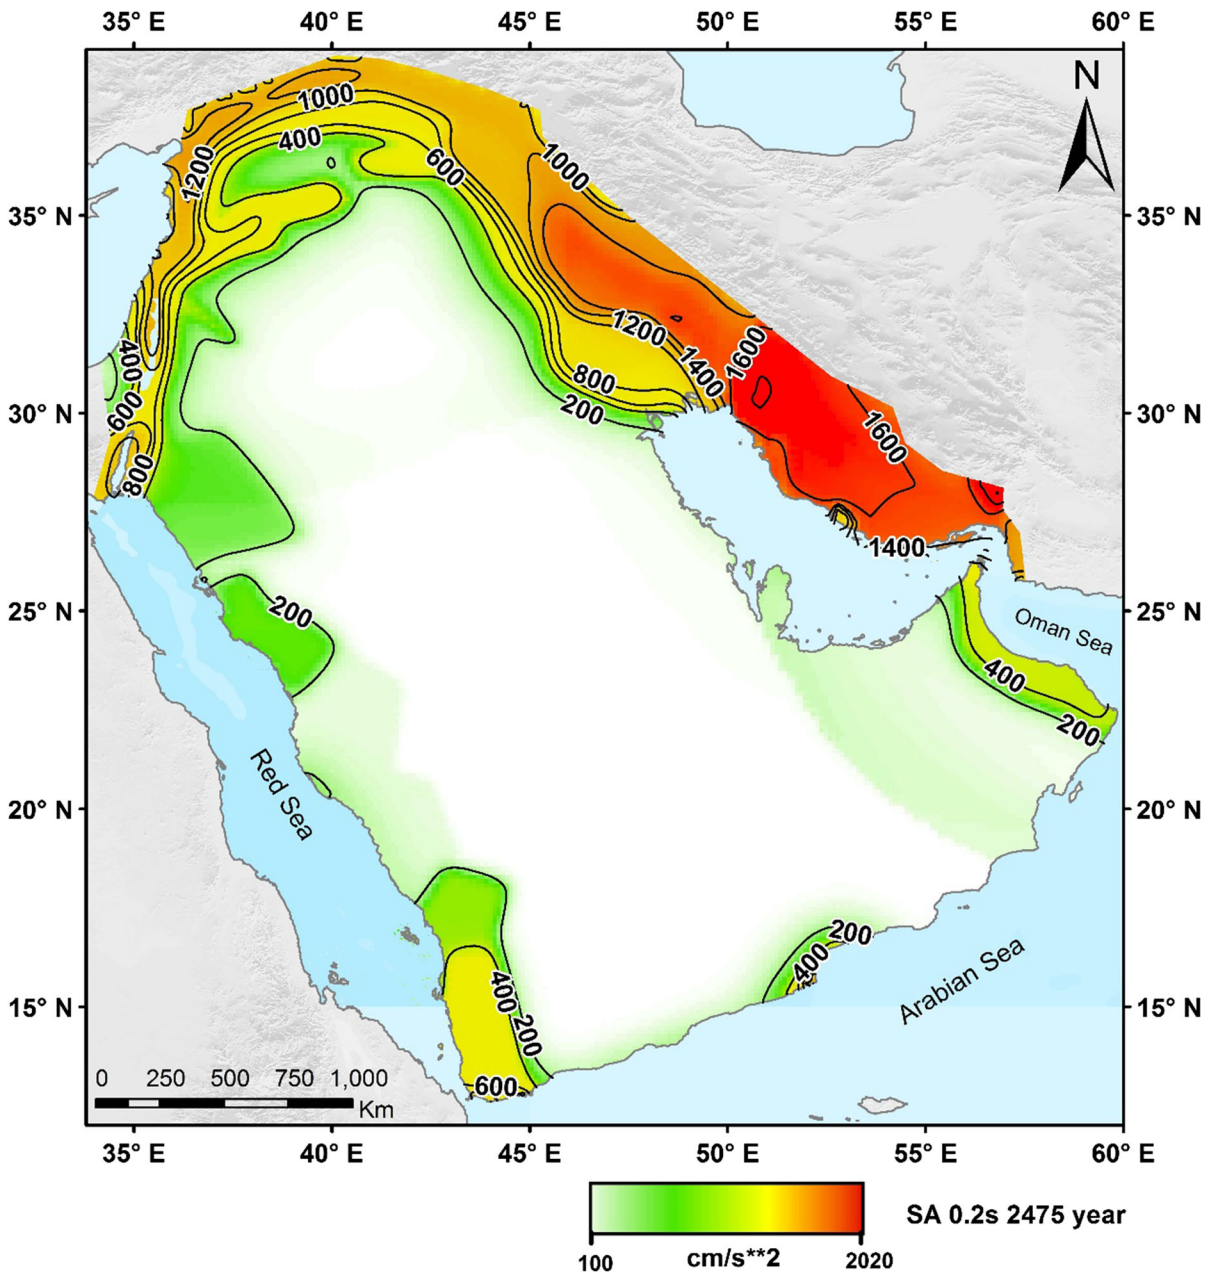 35° E 40° E 45° E 50° E 55° E 60° E
N
1000
400
1200
600
1000
35° N 35° N
1200
1600
1400
400
800
200
600
30° N 30° N
1600
800
1400
200
25° N 25° N
Oman Sea
400
200
Red Sea
20° N 20° N
200
400
Arabian Sea
400
15° N 15° N
200
600
0 250 500 750 1,000
Km
35° E 40° E 45° E 50° E 55° E 60° E
SA 0.2s 2475 year
100 cm/s**2 2020